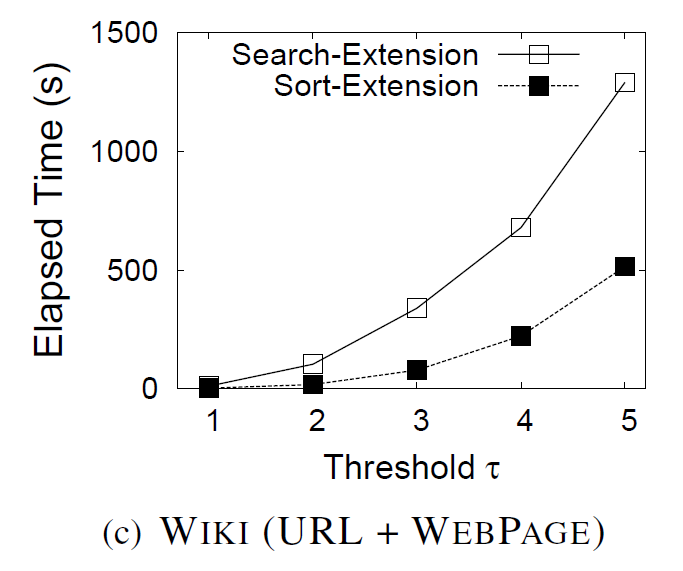 1500
Search-Extension
Sort-Extension
1000
500
0
Elapsed Time (s)
1 2 3 4 5
Threshold τ
(c) WIKI (URL + WEBPAGE)